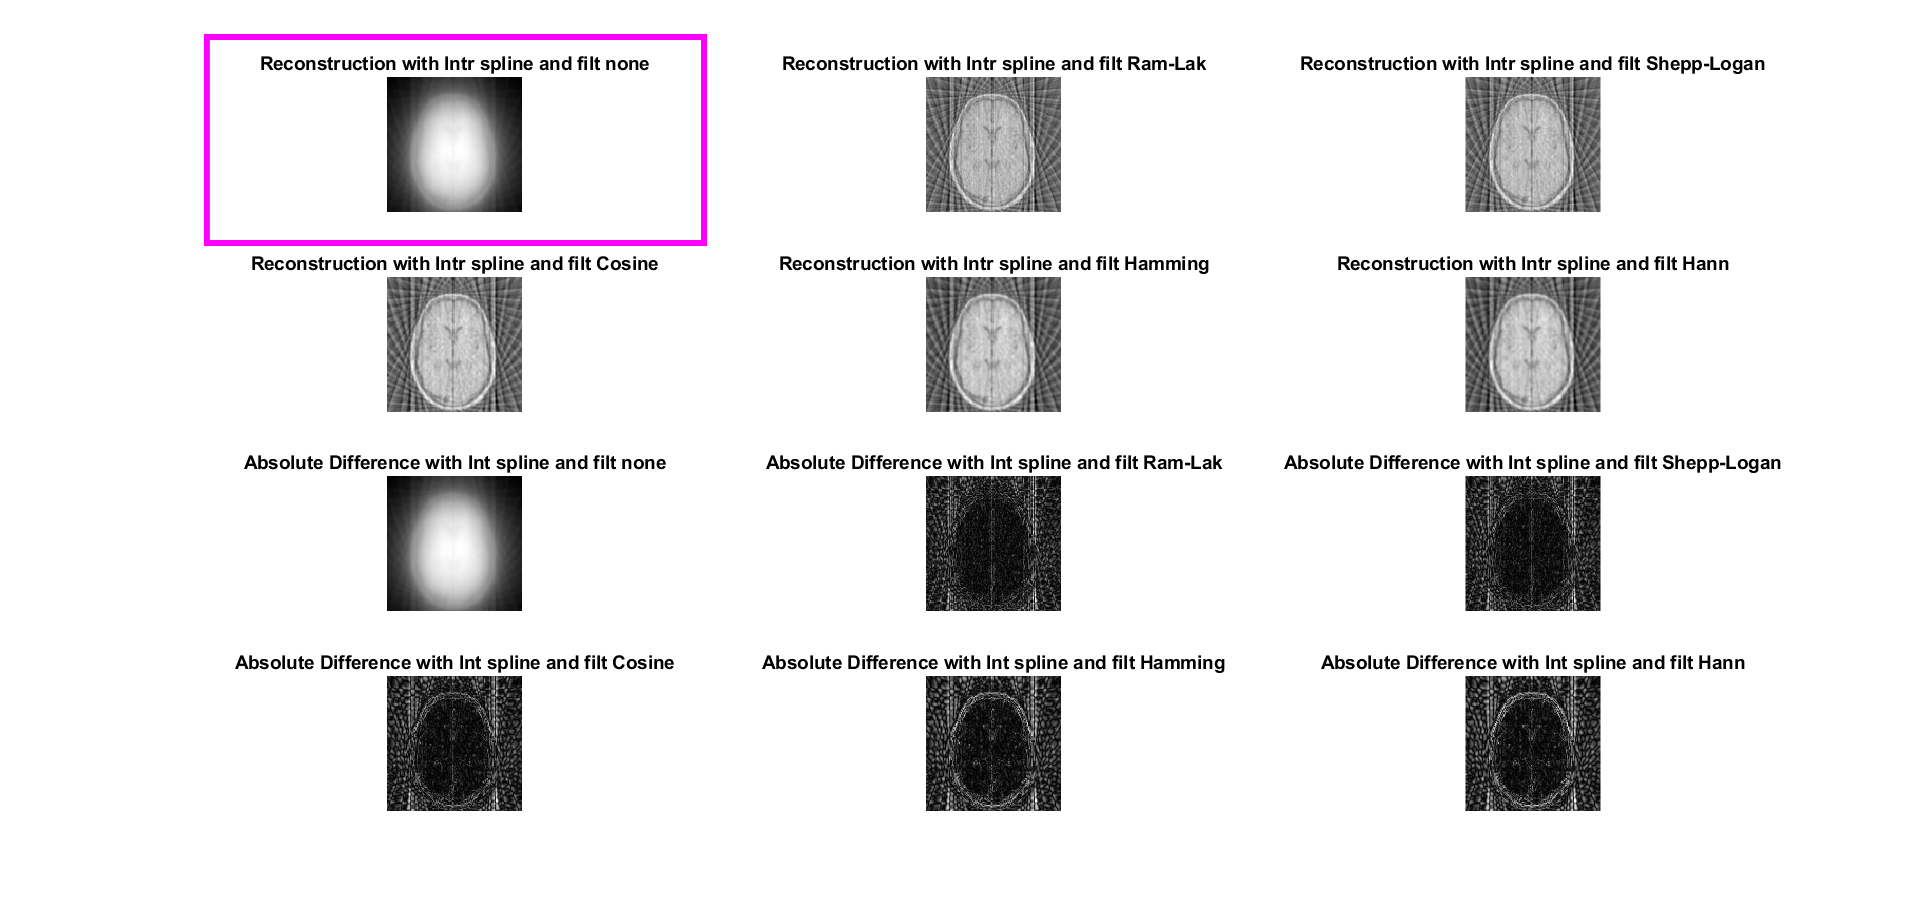 Reconstruction with Intr spline and filt none
Reconstruction with Intr spline and filt Ram-Lak
Reconstruction with Intr spline and filt Shepp-Logan
Reconstruction with Intr spline and filt Cosine
Reconstruction with Intr spline and filt Hamming
Reconstruction with Intr spline and filt Hann
Absolute Difference with Int spline and filt none
Absolute Difference with Int spline and filt Ram-Lak
Absolute Difference with Int spline and filt Shepp-Logan
Absolute Difference with Int spline and filt Cosine
Absolute Difference with Int spline and filt Hamming
Absolute Difference with Int spline and filt Hann